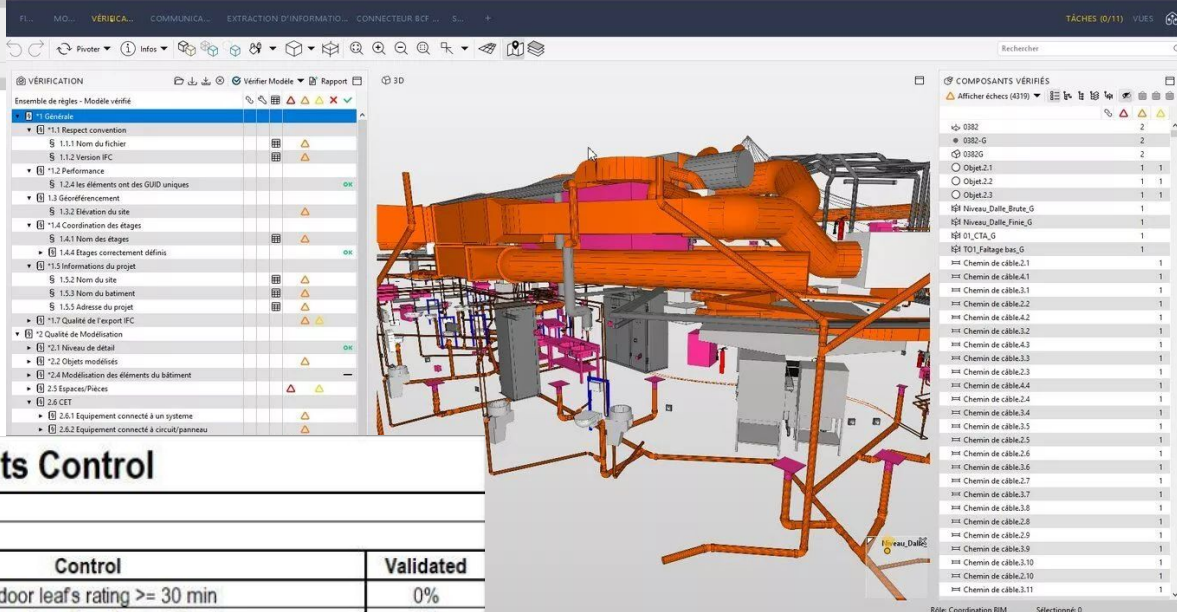 FI... MO... VÉRIFICA... COMMUNICA... EXTRACTION D'INFORMATIO... CONNECTEUR BCF ... S... + TÂCHES (0/11) VUES
Pivoter Infos Rechercher
VÉRIFICATION Vérifier Modèle Rapport
Ensemble de règles - Modèle vérifié
*1 Générale
*1.1 Respect convention
§ 1.1.1 Nom du fichier
§ 1.1.2 Version IFC
*1.2 Performance
§ 1.2.4 les éléments ont des GUID uniques OK
1.3 Géoréférencement
§ 1.3.2 Elévation du site
*1.4 Coordination des étages
§ 1.4.1 Nom des étages
1.4.4 Etages correctement définis OK
*1.5 Informations du projet
§ 1.5.2 Nom du site
§ 1.5.3 Nom du batiment
§ 1.5.5 Adresse du projet
*1.7 Qualité de l'export IFC
*2 Qualité de Modélisation
*2.1 Niveau de détail OK
*2.2 Objets modélisés
*2.4 Modélisation des éléments du bâtiment
2.5 Espaces/Pièces
2.6 CET
2.6.1 Equipement connecté à un systeme
2.6.2 Equipement connecté à circuit/panneau
3D
Niveau_Dalle
COMPOSANTS VÉRIFIÉS
Afficher échecs (4319)
0382 2
0382-G 2
0382G 2
Objet.2.1 1 1
Objet.2.2 1 1
Objet.2.3 1 1
Niveau_Dalle_Brute_G 1
Niveau_Dalle_Finie_G 1
01_CTA_G 1
TO1_Faltage bas_G 1
Chemin de câble.2.1 1
Chemin de câble.4.1 1
Chemin de câble.3.1 1
Chemin de câble.2.2 1
Chemin de câble.4.2 1
Chemin de câble.3.2 1
Chemin de câble.4.3 1
Chemin de câble.3.3 1
Chemin de câble.2.3 1
Chemin de câble.4.4 1
Chemin de câble.2.4 1
Chemin de câble.3.4 1
Chemin de câble.3.5 1
Chemin de câble.2.5 1
Chemin de câble.2.6 1
Chemin de câble.3.6 1
Chemin de câble.2.7 1
Chemin de câble.3.7 1
Chemin de câble.3.8 1
Chemin de câble.2.8 1
Chemin de câble.2.9 1
Chemin de câble.3.9 1
Chemin de câble.3.10 1
Chemin de câble.2.10 1
Chemin de câble.3.11 1
Rôle: Coordination BIM Sélectionné: 0
ts Control
Control Validated
door leaf's rating >= 30 min 0%